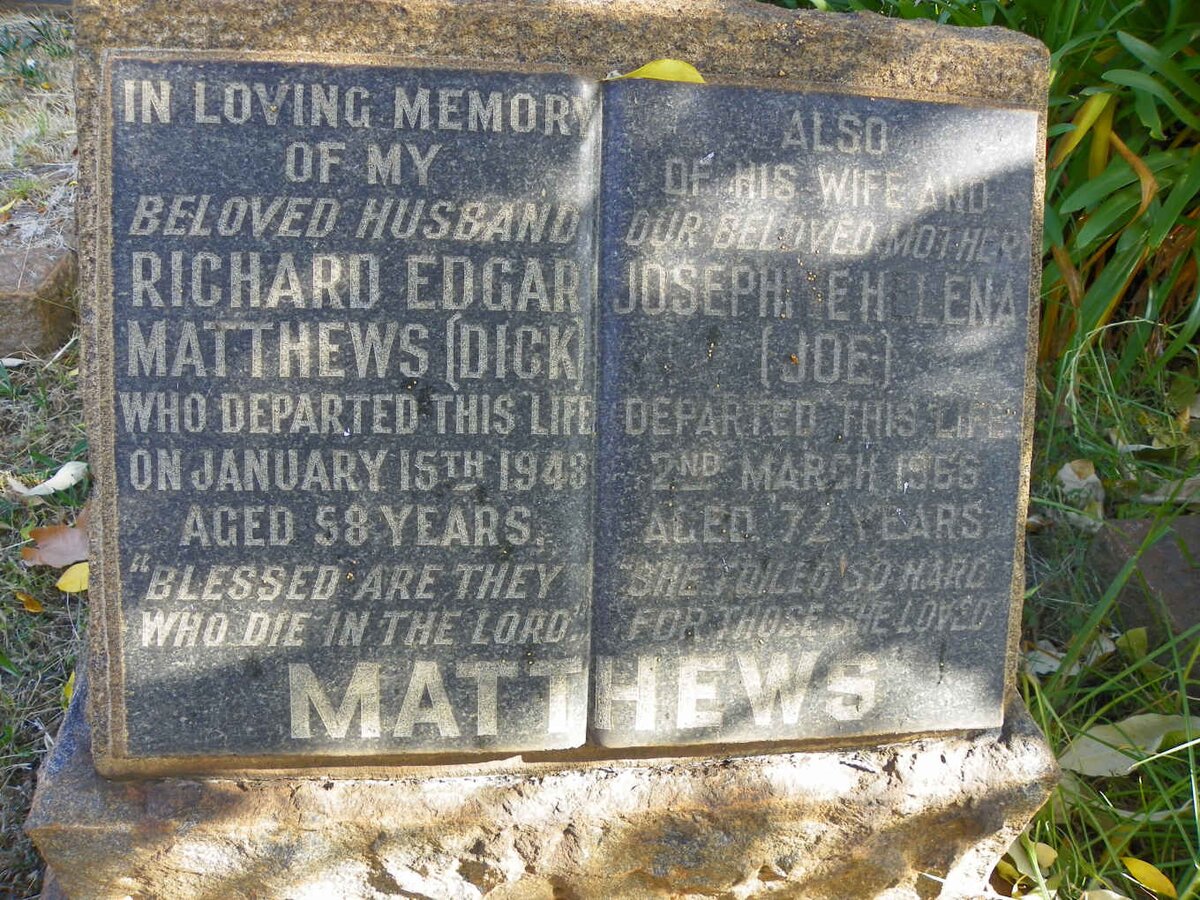 IN LOVING MEMORY
OF MY
BELOVED HUSBAND
RICHARD EDGAR
MATTHEWS (DICK)
WHO DEPARTED THIS LIFE
ON JANUARY 15TH 1948
AGED 58 YEARS.
"BLESSED ARE THEY
WHO DIE IN THE LORD."
ALSO
OF HIS WIFE AND
OUR BELOVED MOTHER
JOSEPHINE HELENA
(JOE)
DEPARTED THIS LIFE
2ND MARCH 1966
AGED 72 YEARS
"SHE TOILED SO HARD
FOR THOSE SHE LOVED"
MATTHEWS